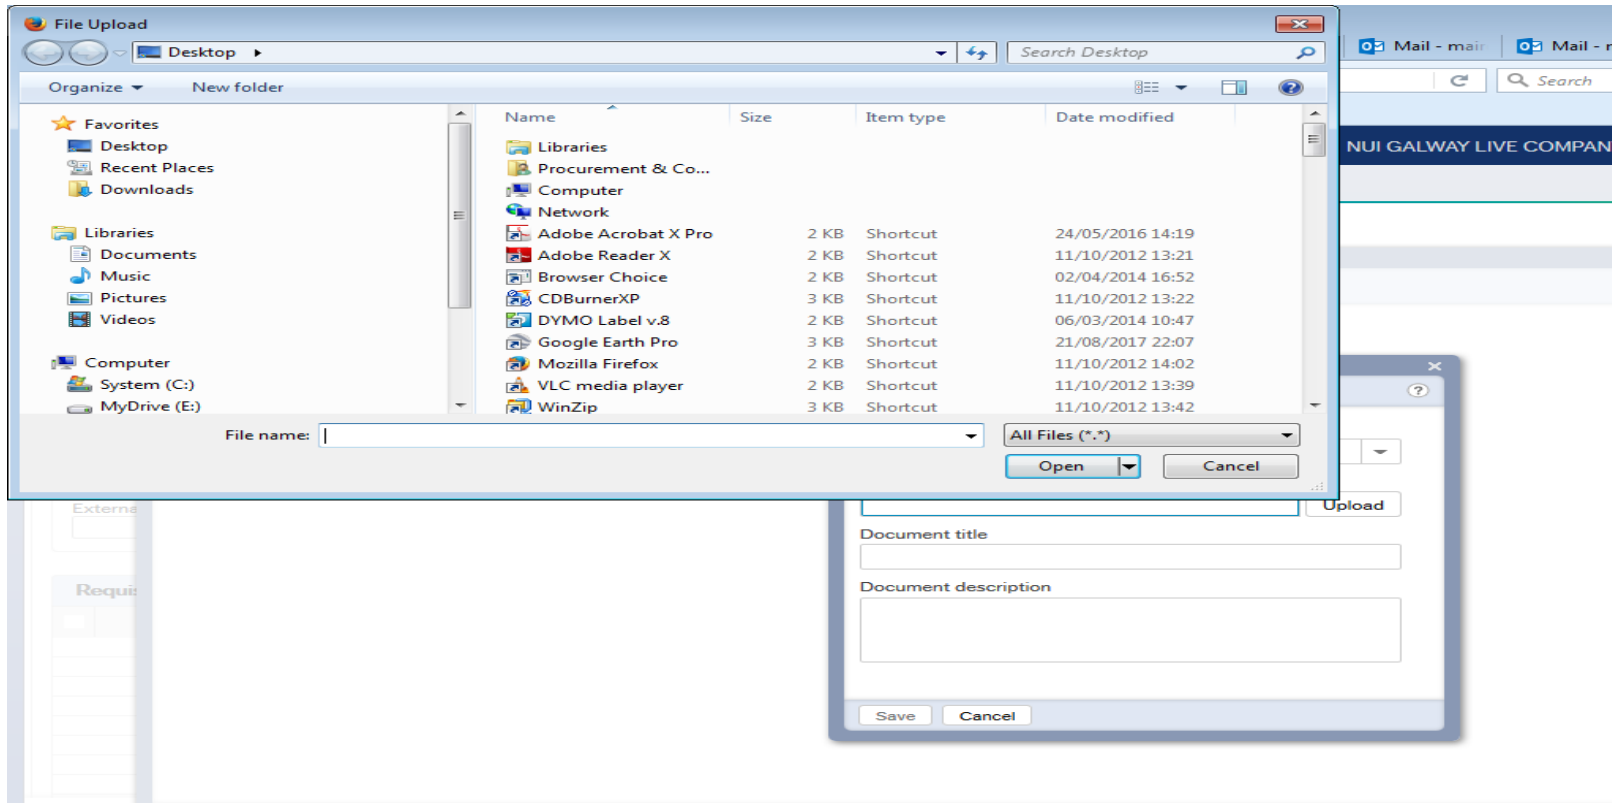 File Upload
Desktop
Search Desktop
Mail - mair
Mail -
Organize
New folder
Search
Favorites
Desktop
Recent Places
Downloads
Libraries
Documents
Music
Pictures
Videos
Computer
System (C:)
MyDrive (E:)
Name Size Item type Date modified
Libraries
Procurement & Co...
Computer
Network
Adobe Acrobat X Pro 2 KB Shortcut 24/05/2016 14:19
Adobe Reader X 2 KB Shortcut 11/10/2012 13:21
Browser Choice 2 KB Shortcut 02/04/2014 16:52
CDBurnerXP 3 KB Shortcut 11/10/2012 13:22
DYMO Label v.8 2 KB Shortcut 06/03/2014 10:47
Google Earth Pro 3 KB Shortcut 21/08/2017 22:07
Mozilla Firefox 2 KB Shortcut 11/10/2012 14:02
VLC media player 2 KB Shortcut 11/10/2012 13:39
WinZip 3 KB Shortcut 11/10/2012 13:42
NUI GALWAY LIVE COMPAN
File name:
All Files (*.*)
Open
Cancel
Externa
Upload
Document title
Requis
Document description
Save
Cancel